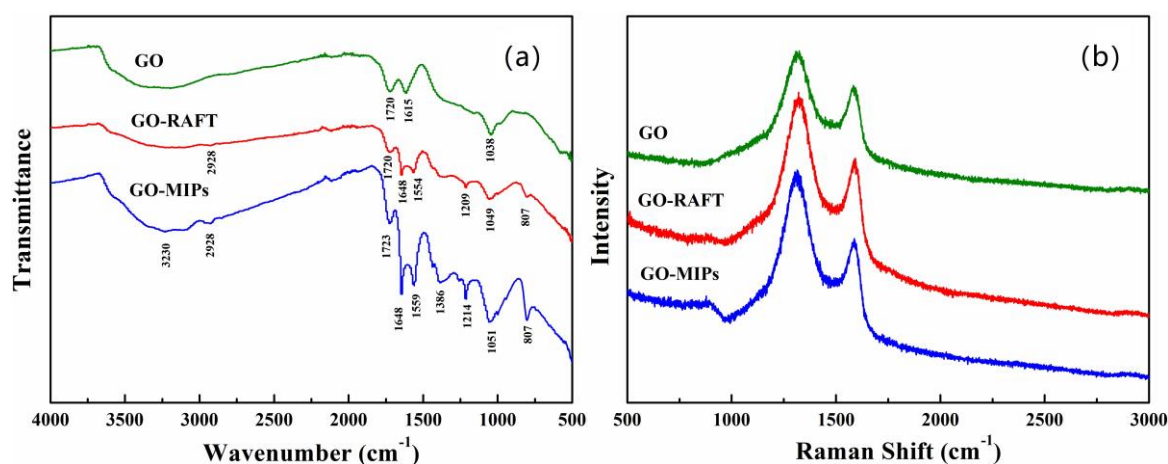 (a)
GO
1720
1615
1038
GO-RAFT
2928
1720
1648
1554
1209
1049
807
GO-MIPs
3230
2928
1723
1648
1559
1386
1214
1051
807
Transmittance
4000 3500 3000 2500 2000 1500 1000 500
Wavenumber (cm⁻¹)
(b)
GO
GO-RAFT
GO-MIPs
Intensity
500 1000 1500 2000 2500 3000
Raman Shift (cm⁻¹)